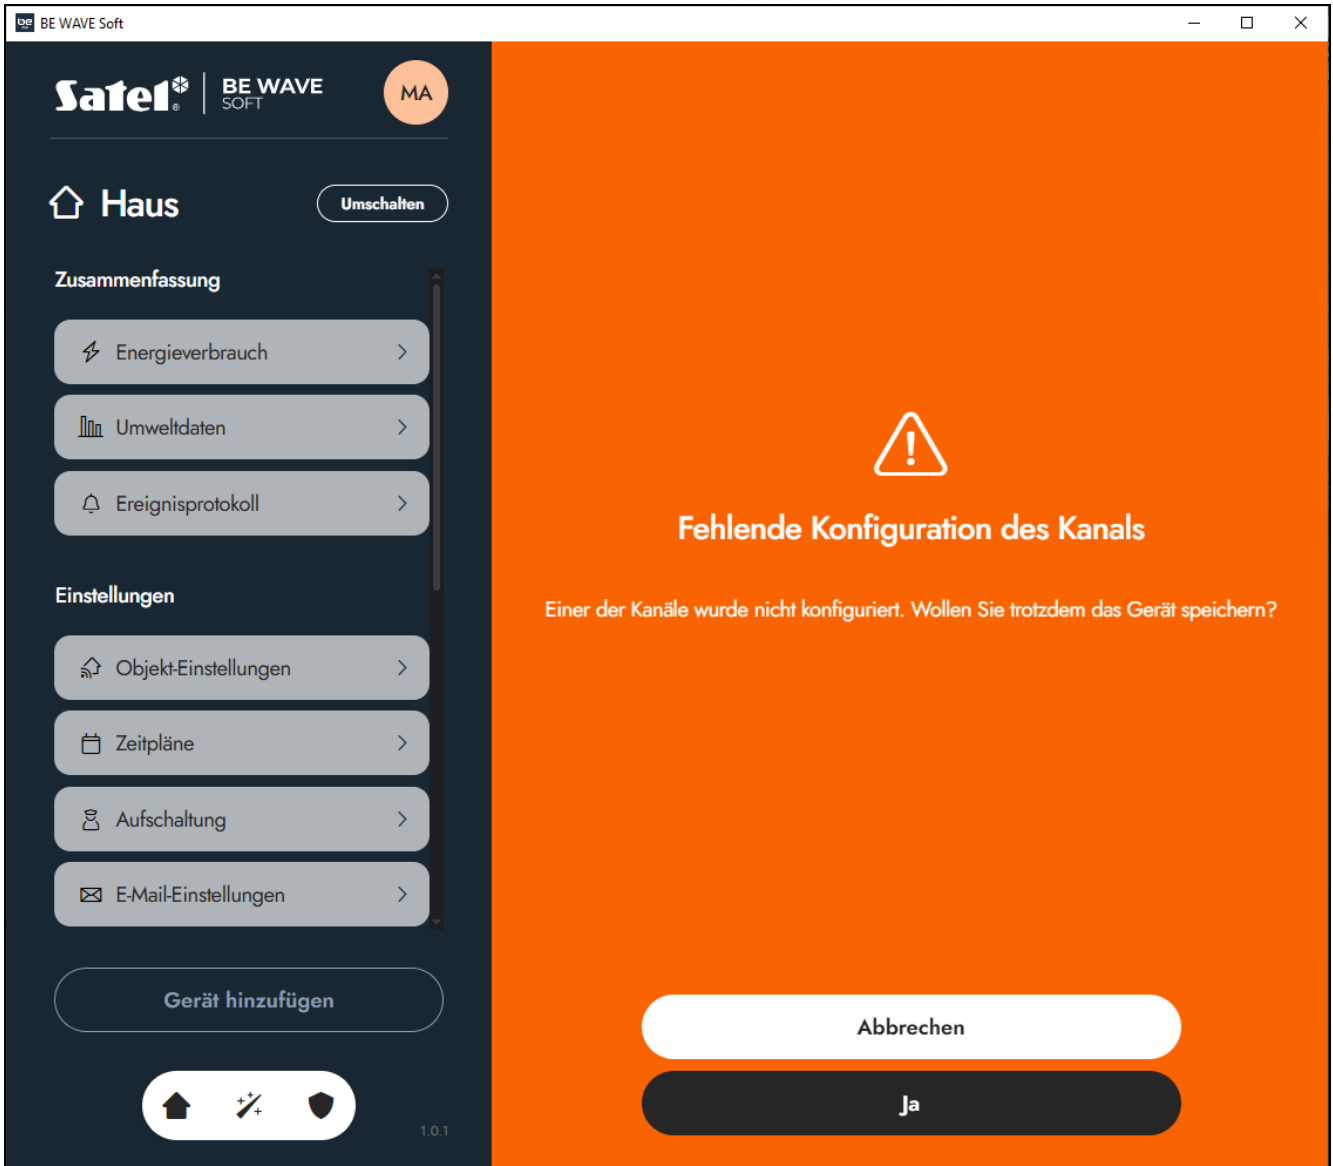 be
BE WAVE Soft
Satel®
BE WAVE
SOFT
MA
Haus
Umschalten
Zusammenfassung
Energieverbrauch
Umweltdaten
Ereignisprotokoll
Einstellungen
Objekt-Einstellungen
Zeitpläne
Aufschaltung
E-Mail-Einstellungen
Gerät hinzufügen
1.0.1
Fehlende Konfiguration des Kanals
Einer der Kanäle wurde nicht konfiguriert. Wollen Sie trotzdem das Gerät speichern?
Abbrechen
Ja